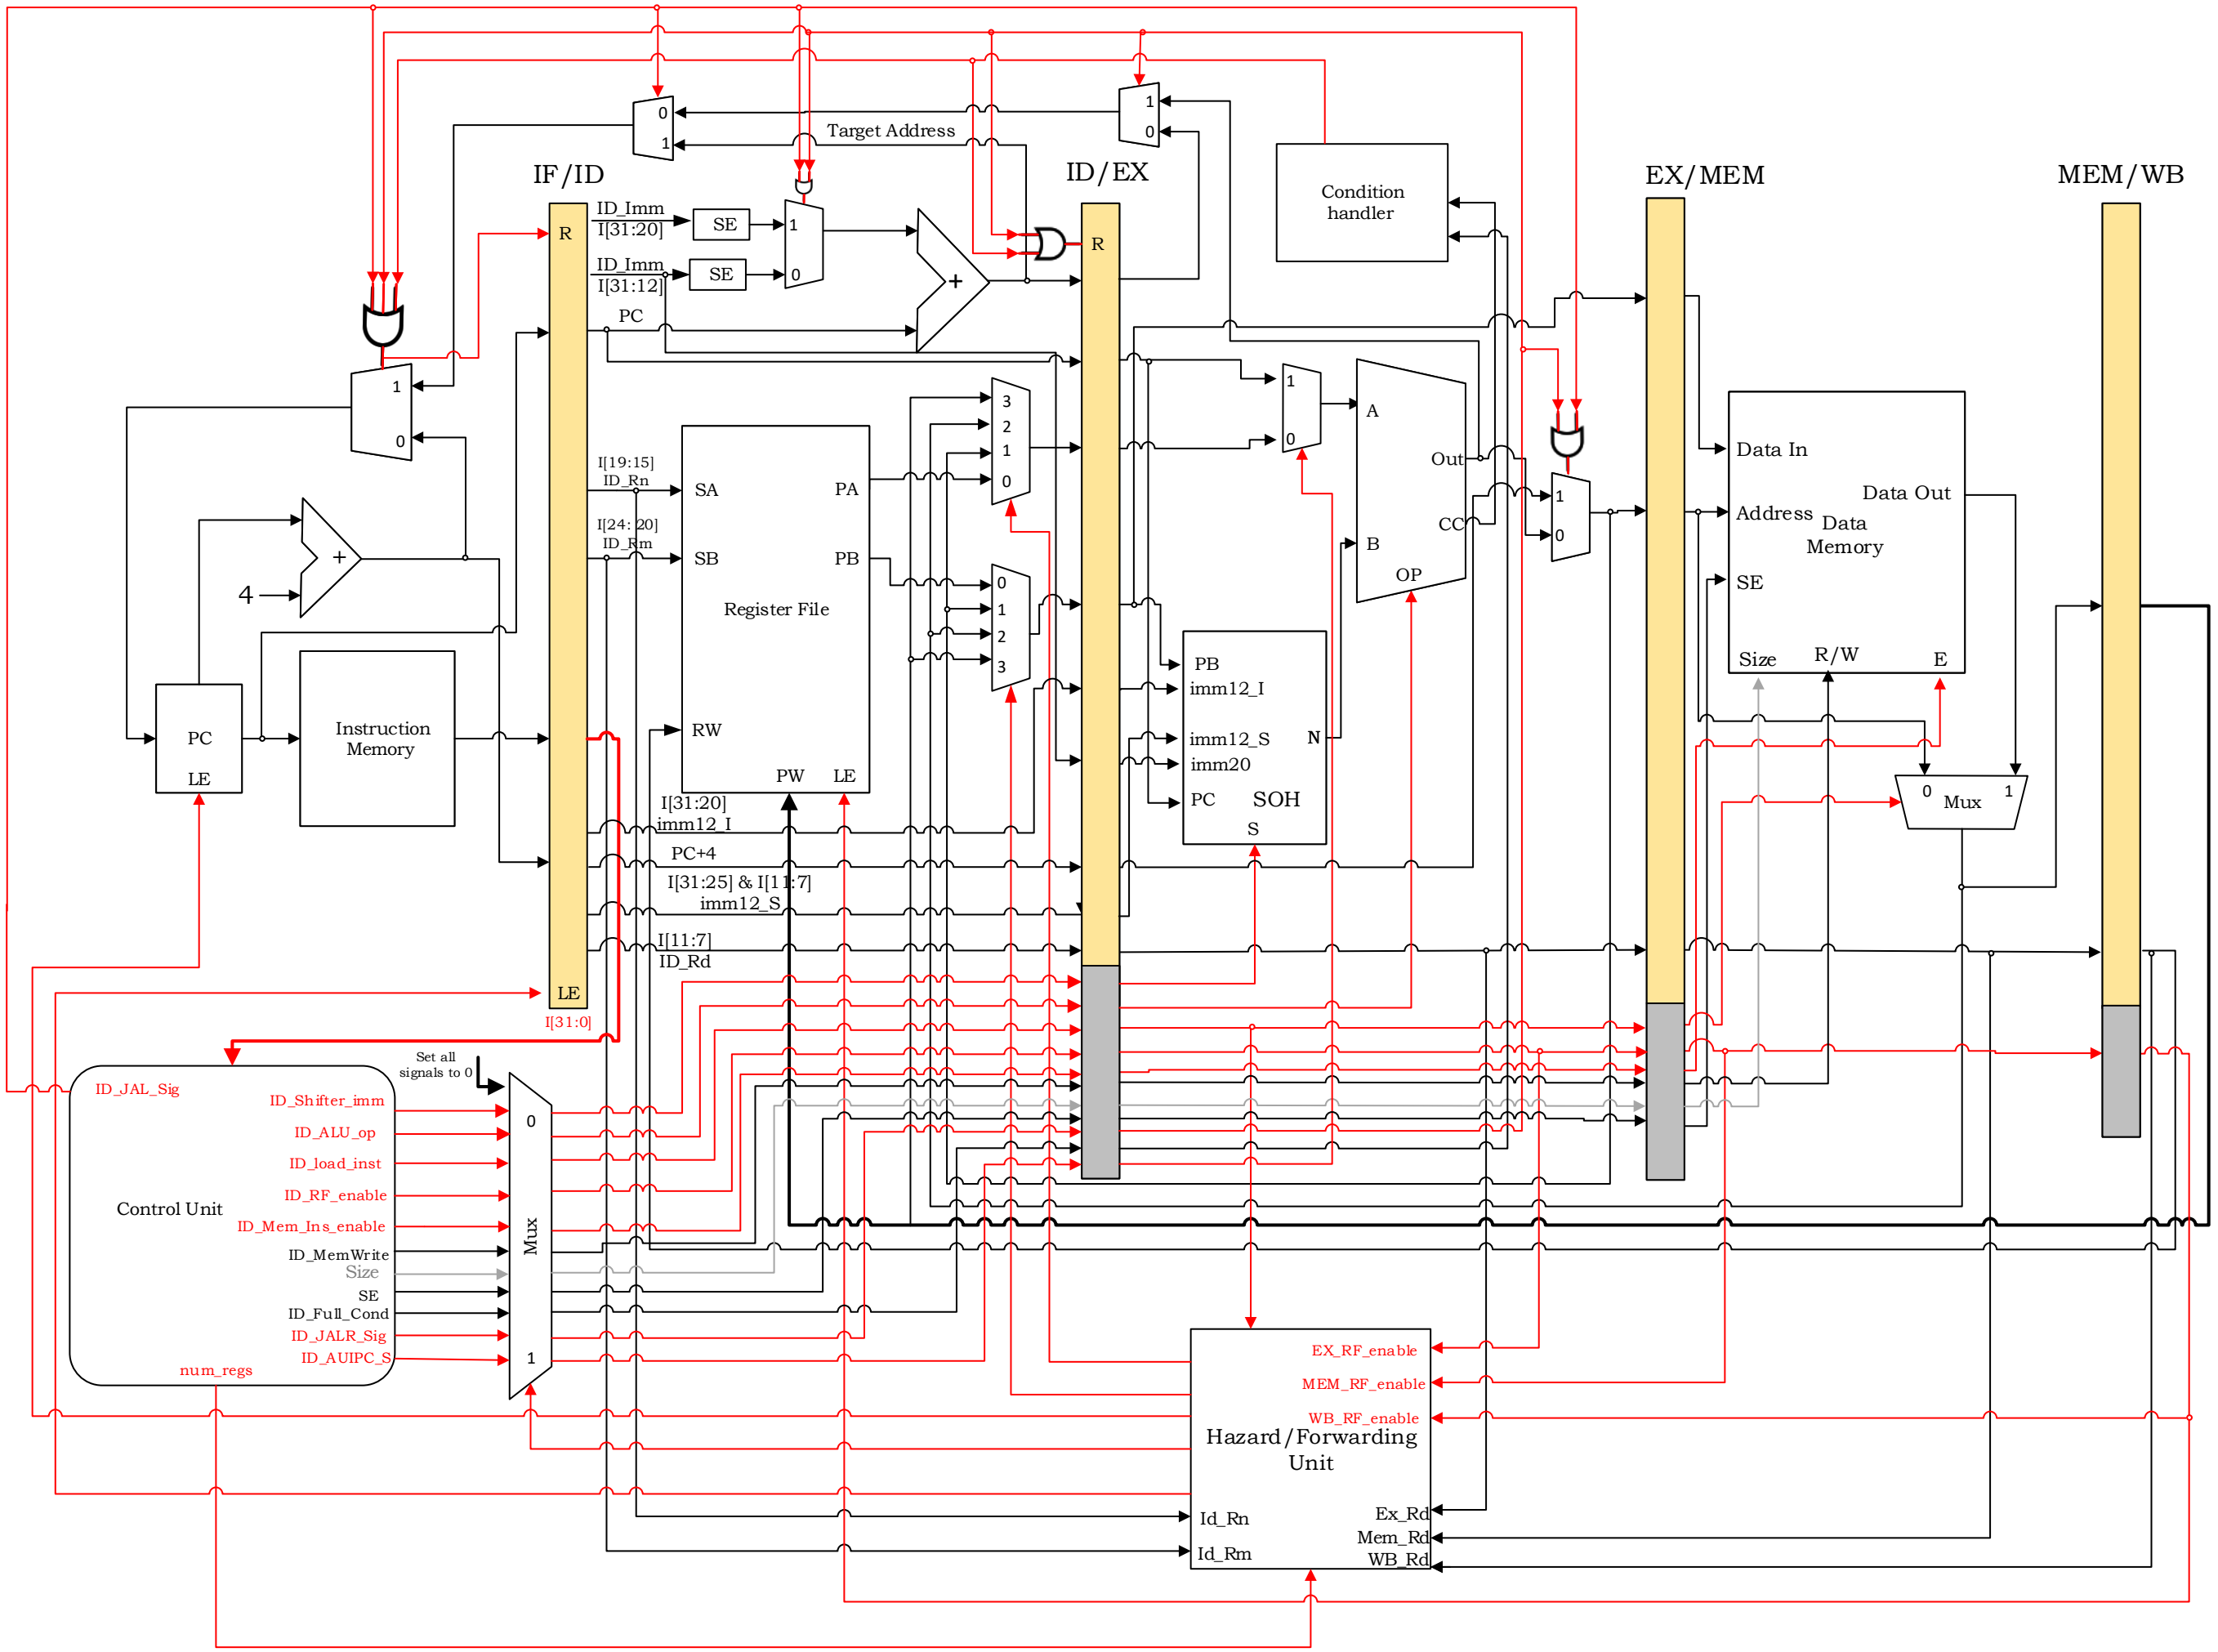 0
1
Target Address
1
0
IF/ID
ID/EX
EX/MEM
MEM/WB
Condition
handler
R
ID_Imm
I[31:20]
SE
1
ID_Imm
I[31:12]
SE
0
+
R
PC
1
0
3
2
1
0
1
0
A
B
Out
CC
OP
1
0
Data In
Data Out
Address
Data
Memory
SE
Size
R/W
E
I[19:15]
ID_Rn
I[24:20]
ID_Rm
SA
PA
SB
PB
Register File
RW
PW
LE
0
1
2
3
+
4
PC
LE
Instruction
Memory
PB
imm12_I
imm12_S
N
imm20
PC
SOH
S
0
Mux
1
I[31:20]
imm12_I
PC+4
I[31:25] & I[11:7]
imm12_S
I[11:7]
ID_Rd
LE
I[31:0]
Set all
signals to 0
ID_JAL_Sig
ID_Shifter_imm
ID_ALU_op
ID_load_inst
ID_RF_enable
Control Unit
ID_Mem_Ins_enable
ID_MemWrite
Size
SE
ID_Full_Cond
ID_JALR_Sig
ID_AUIPC_S
num_regs
0
Mux
1
EX_RF_enable
MEM_RF_enable
WB_RF_enable
Hazard/Forwarding
Unit
Ex_Rd
Id_Rn
Mem_Rd
Id_Rm
WB_Rd